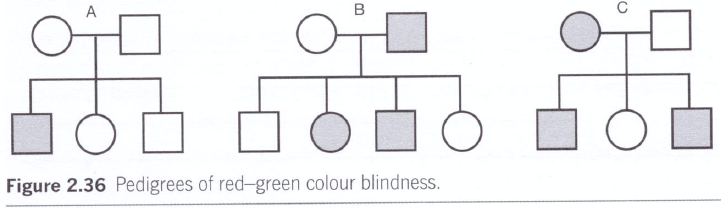 A
B
C
Figure 2.36 Pedigrees of red–green colour blindness.